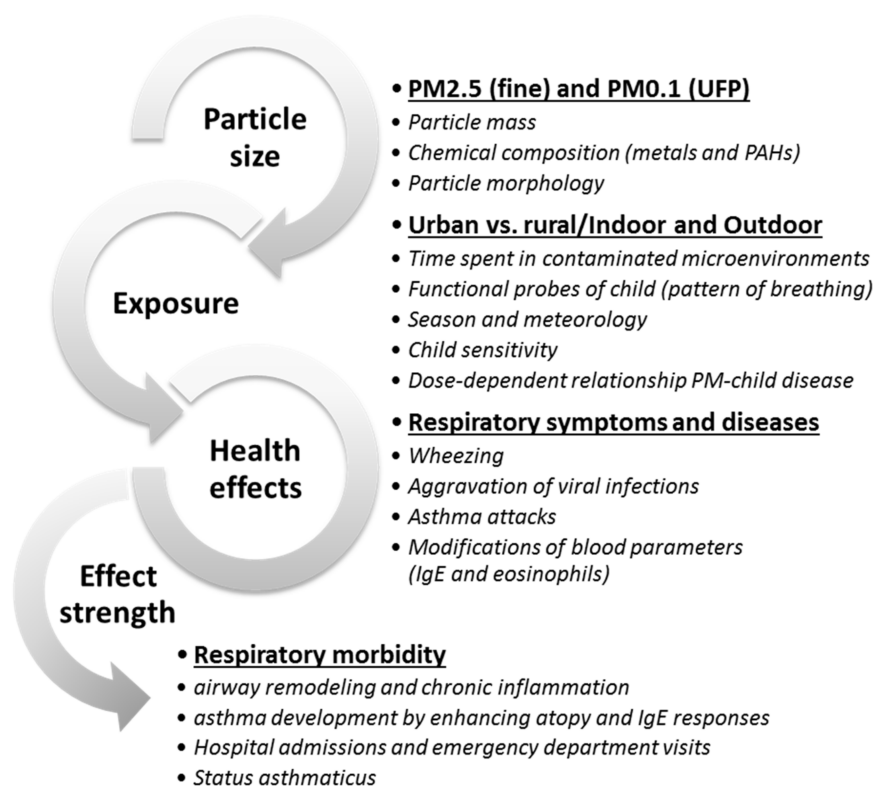 Particle
size
• PM2.5 (fine) and PM0.1 (UFP)
• Particle mass
• Chemical composition (metals and PAHs)
• Particle morphology
Exposure
• Urban vs. rural/Indoor and Outdoor
• Time spent in contaminated microenvironments
• Functional probes of child (pattern of breathing)
• Season and meteorology
• Child sensitivity
• Dose-dependent relationship PM-child disease
Health
effects
• Respiratory symptoms and diseases
• Wheezing
• Aggravation of viral infections
• Asthma attacks
• Modifications of blood parameters
(IgE and eosinophils)
Effect
strength
• Respiratory morbidity
• airway remodeling and chronic inflammation
• asthma development by enhancing atopy and IgE responses
• Hospital admissions and emergency department visits
• Status asthmaticus